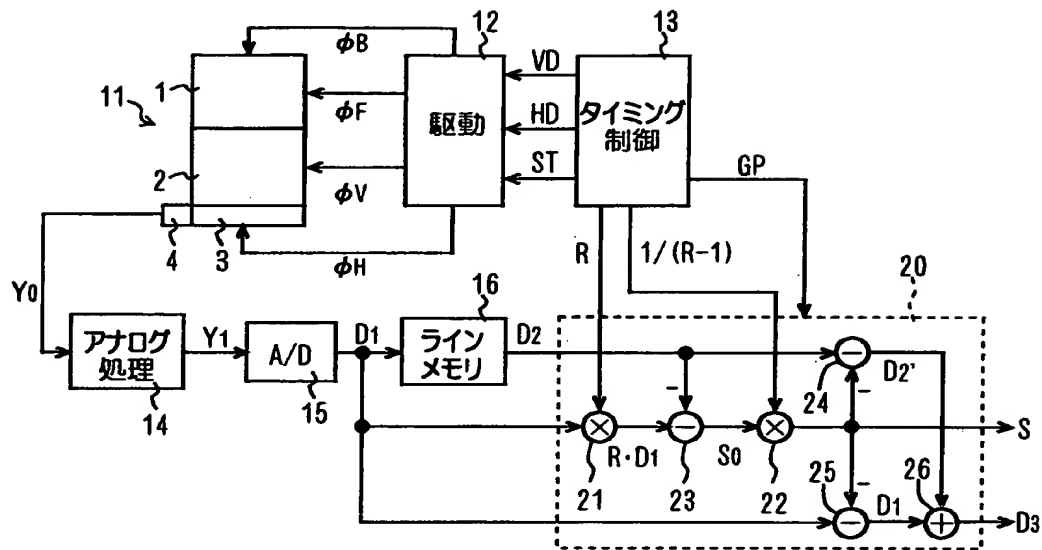 φB
12
13
1
11
φF
VD
駆動
HD
タイミング
制御
2
φV
ST
GP
4
3
φH
R
1/(R-1)
20
Y0
16
アナログ
処理
Y1
A/D
D1
ライン
メモリ
D2
−
D2'
14
15
−
24
−
×
−
×
S
R・D1
S0
21
23
22
−
25
26
−
D1
+
D3